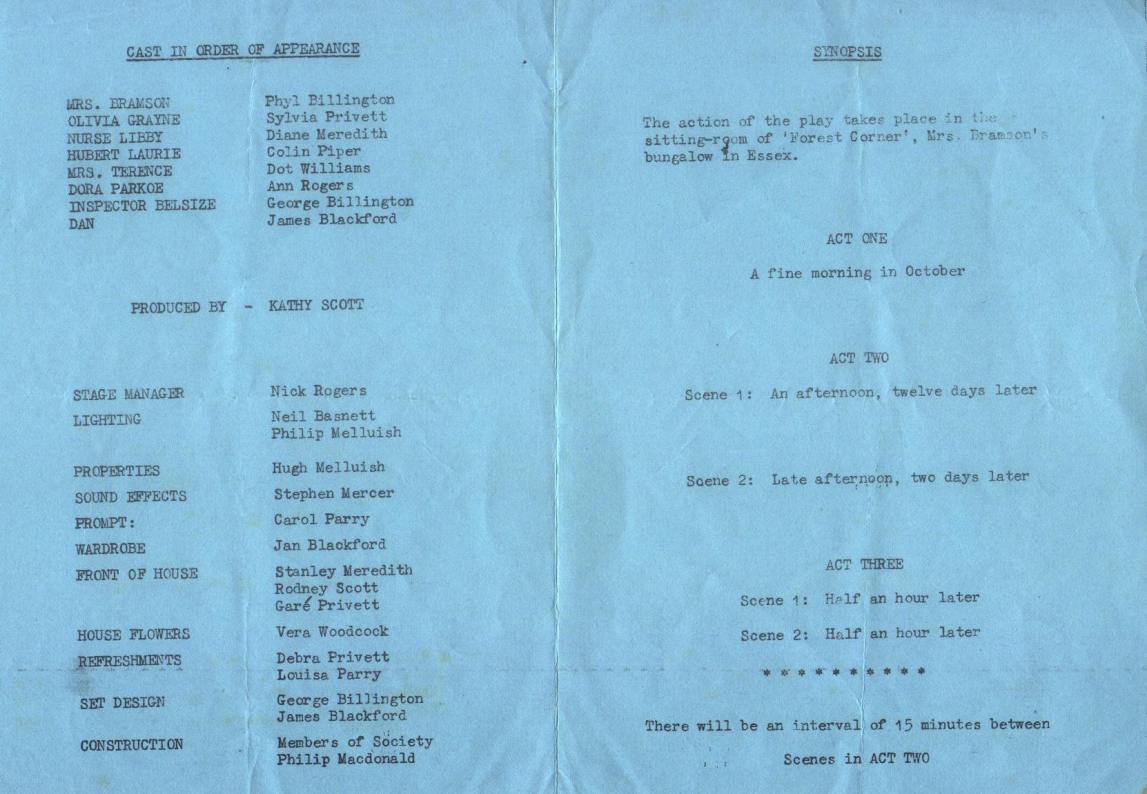 CAST IN ORDER OF APPEARANCE
MRS. BRAMSON Phyl Billington
OLIVIA GRAYNE Sylvia Privett
NURSE LIBBY Diane Meredith
HUBERT LAURIE Colin Piper
MRS. TERENCE Dot Williams
DORA PARKOE Ann Rogers
INSPECTOR BELSIZE George Billington
DAN James Blackford
PRODUCED BY - KATHY SCOTT
STAGE MANAGER Nick Rogers
LIGHTING Neil Basnett
Philip Melluish
PROPERTIES Hugh Melluish
SOUND EFFECTS Stephen Mercer
PROMPT: Carol Parry
WARDROBE Jan Blackford
FRONT OF HOUSE Stanley Meredith
Rodney Scott
Garé Privett
HOUSE FLOWERS Vera Woodcock
REFRESHMENTS Debra Privett
Louisa Parry
SET DESIGN George Billington
James Blackford
CONSTRUCTION Members of Society
Philip Macdonald
SYNOPSIS
The action of the play takes place in the
sitting-room of 'Forest Corner', Mrs. Bramson's
bungalow in Essex.
ACT ONE
A fine morning in October
ACT TWO
Scene 1: An afternoon, twelve days later
Scene 2: Late afternoon, two days later
ACT THREE
Scene 1: Half an hour later
Scene 2: Half an hour later
* * * * * * * * * *
There will be an interval of 15 minutes between
Scenes in ACT TWO